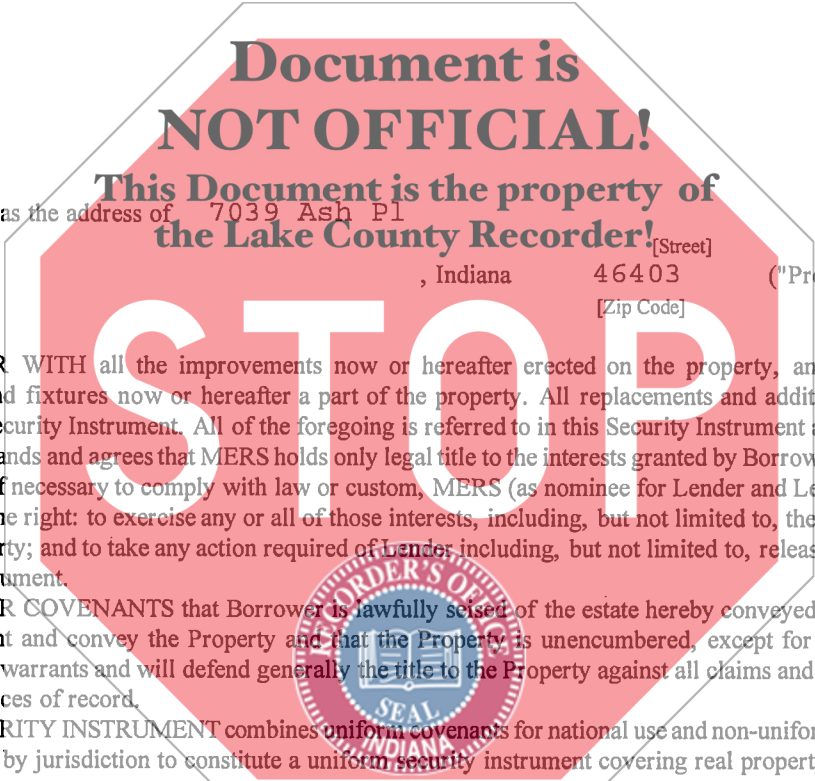 Document is
NOT OFFICIAL!
This Document is the property of
as the address of 7039 Ash Pl
the Lake County Recorder!
[Street]
, Indiana 46403 ("Pro
[Zip Code]
STOP
R WITH all the improvements now or hereafter erected on the property, an
d fixtures now or hereafter a part of the property. All replacements and addit
curity Instrument. All of the foregoing is referred to in this Security Instrument a
ands and agrees that MERS holds only legal title to the interests granted by Borrow
f necessary to comply with law or custom, MERS (as nominee for Lender and Le
e right: to exercise any or all of those interests, including, but not limited to, the
rty; and to take any action required of Lender including, but not limited to, releas
ument.
R COVENANTS that Borrower is lawfully seised of the estate hereby conveyed
nt and convey the Property and that the Property is unencumbered, except for
warrants and will defend generally the title to the Property against all claims and
ces of record.
RITY INSTRUMENT combines uniform covenants for national use and non-unifor
by jurisdiction to constitute a uniform security instrument covering real propert
SEAL
INDIANA